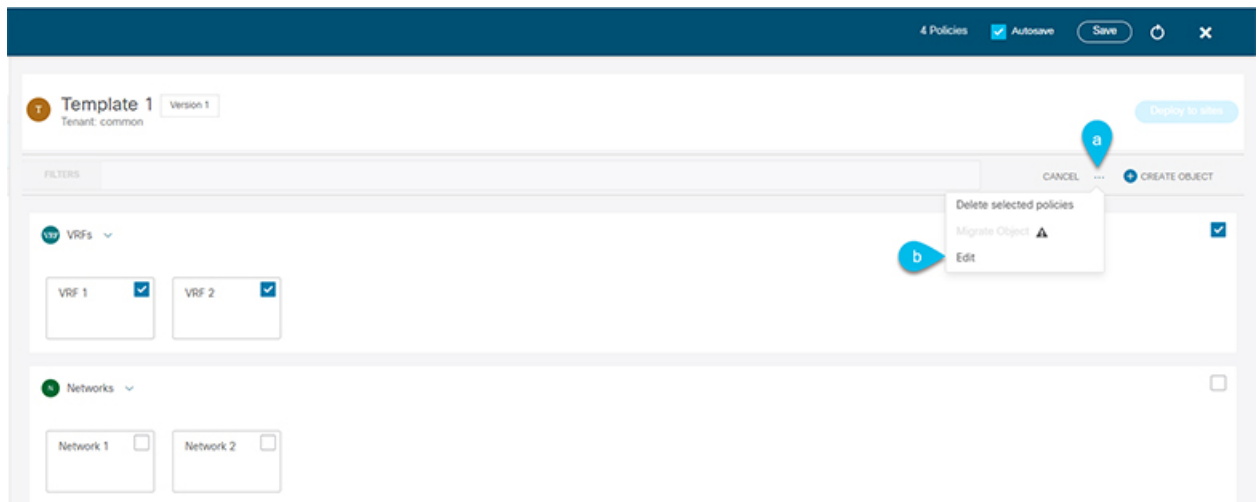 4 Policies Autosave Save
T Template 1 Version 1
Tenant: common
Deploy to sites
a
FILTERS CANCEL ... CREATE OBJECT
Delete selected policies
Migrate Object
b Edit
VRF VRFs
VRF 1 VRF 2
N Networks
Network 1 Network 2